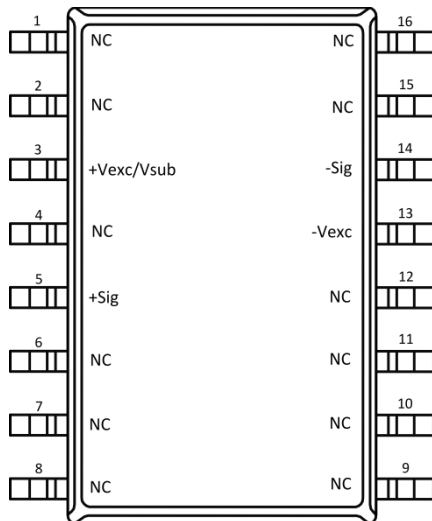 1 NC NC 16
2 NC NC 15
3 +Vexc/Vsub -Sig 14
4 NC -Vexc 13
5 +Sig NC 12
6 NC NC 11
7 NC NC 10
8 NC NC 9